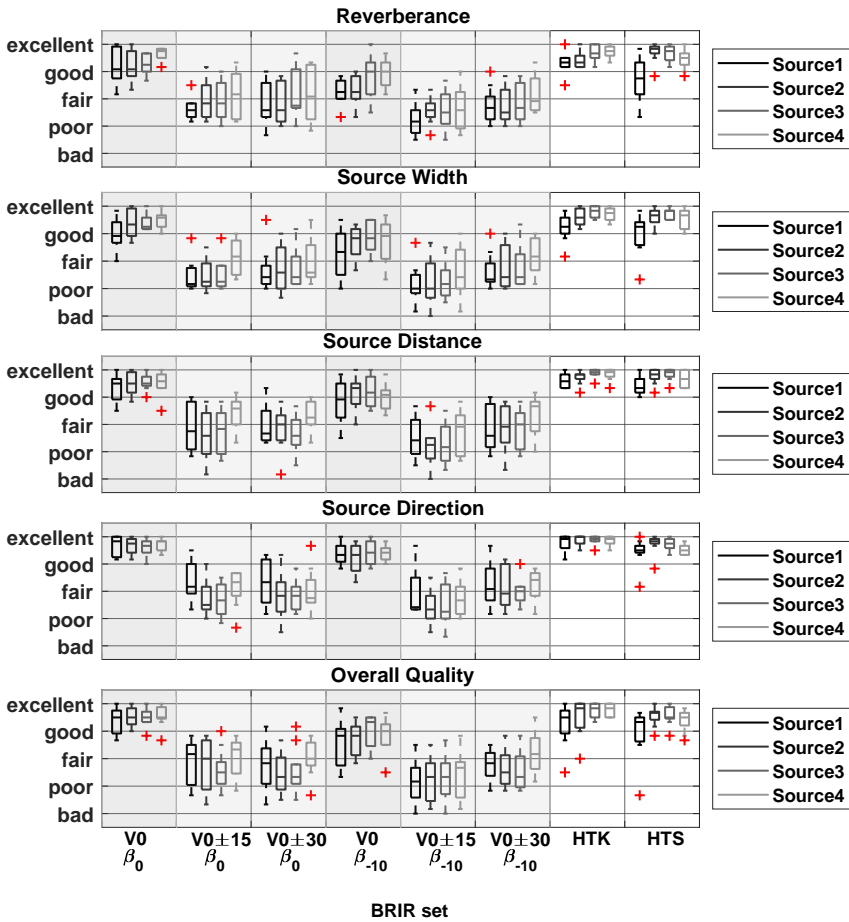 Reverberance
excellent
good
fair
poor
bad
Source1
Source2
Source3
Source4
Source Width
excellent
good
fair
poor
bad
Source1
Source2
Source3
Source4
Source Distance
excellent
good
fair
poor
bad
Source1
Source2
Source3
Source4
Source Direction
excellent
good
fair
poor
bad
Source1
Source2
Source3
Source4
Overall Quality
excellent
good
fair
poor
bad
Source1
Source2
Source3
Source4
V0 V0±15 V0±30 V0 V0±15 V0±30 HTK HTS
β0 β0 β0 β-10 β-10 β-10
BRIR set